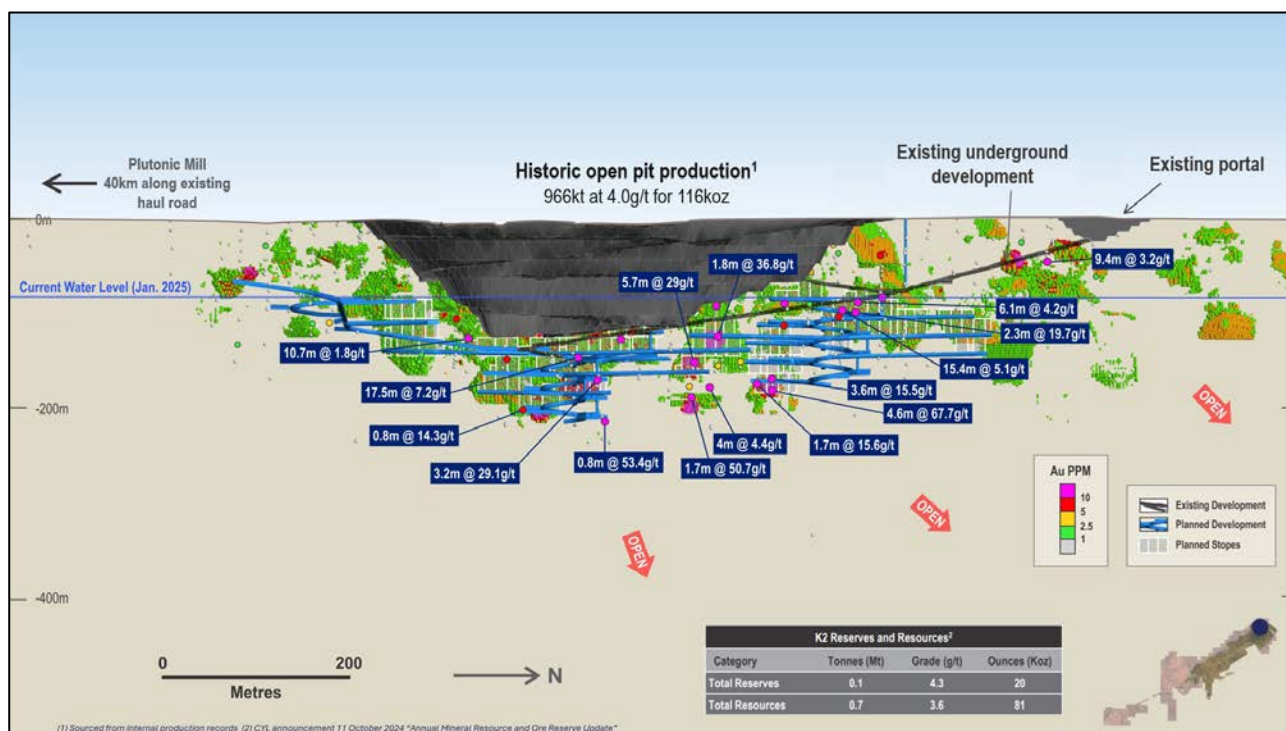 Plutonic Mill
40km along existing
haul road
Historic open pit production¹
966kt at 4.0g/t for 116koz
Existing underground
development
Existing portal
0m
1.8m @ 36.8g/t
9.4m @ 3.2g/t
5.7m @ 29g/t
Current Water Level (Jan. 2025)
6.1m @ 4.2g/t
2.3m @ 19.7g/t
10.7m @ 1.8g/t
15.4m @ 5.1g/t
17.5m @ 7.2g/t
3.6m @ 15.5g/t
-200m
4.6m @ 67.7g/t
OPEN
0.8m @ 14.3g/t
4m @ 4.4g/t
1.7m @ 15.6g/t
3.2m @ 29.1g/t
0.8m @ 53.4g/t
1.7m @ 50.7g/t
Au PPM
10
5
2.5
1
Existing Development
Planned Development
Planned Stopes
OPEN
OPEN
-400m
0 200
Metres
N
K2 Reserves and Resources²
Category Tonnes (Mt) Grade (g/t) Ounces (Koz)
Total Reserves 0.1 4.3 20
Total Resources 0.7 3.6 81
(1) Sourced from internal production records (2) CYL announcement 11 October 2024 "Annual Mineral Resource and Ore Reserve Update"